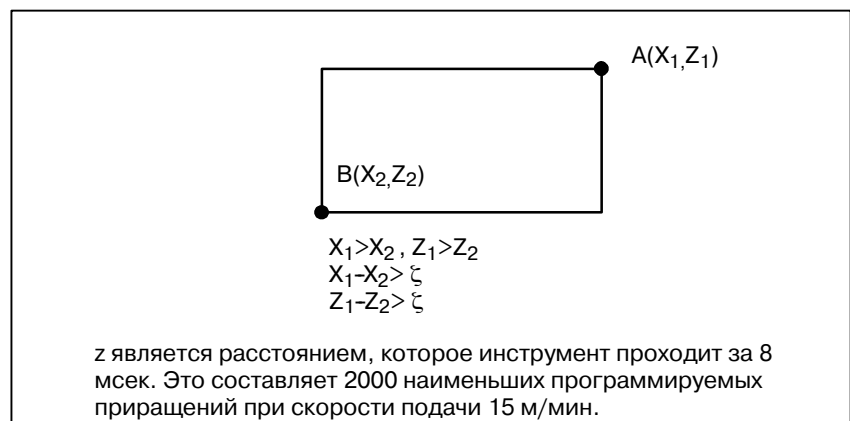 A(X1,Z1)
B(X2,Z2)
X1>X2 , Z1>Z2
X1-X2> ζ
Z1-Z2> ζ
z является расстоянием, которое инструмент проходит за 8
мсек. Это составляет 2000 наименьших программируемых
приращений при скорости подачи 15 м/мин.